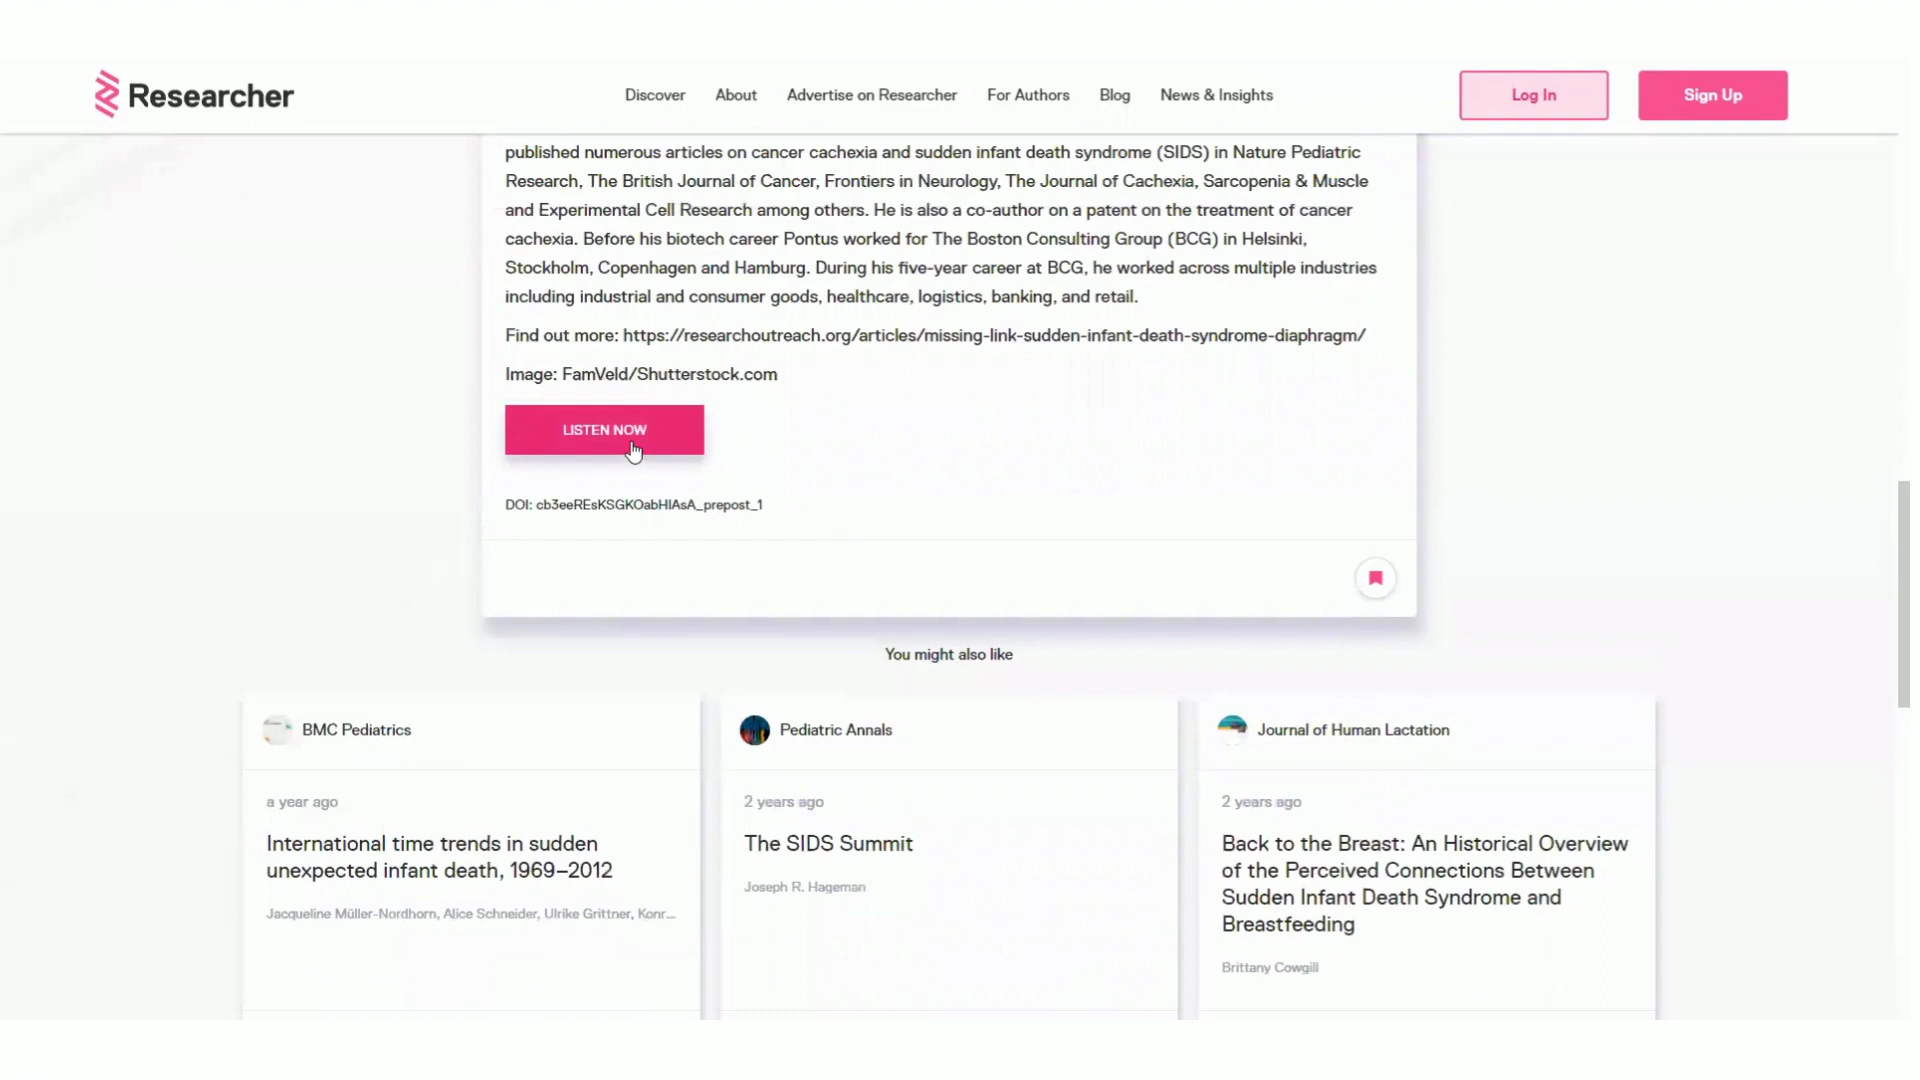 Researcher
Discover About Advertise on Researcher For Authors Blog News & Insights Log In Sign Up
published numerous articles on cancer cachexia and sudden infant death syndrome (SIDS) in Nature Pediatric
Research, The British Journal of Cancer, Frontiers in Neurology, The Journal of Cachexia, Sarcopenia & Muscle
and Experimental Cell Research among others. He is also a co-author on a patent on the treatment of cancer
cachexia. Before his biotech career Pontus worked for The Boston Consulting Group (BCG) in Helsinki,
Stockholm, Copenhagen and Hamburg. During his five-year career at BCG, he worked across multiple industries
including industrial and consumer goods, healthcare, logistics, banking, and retail.
Find out more: https://researchoutreach.org/articles/missing-link-sudden-infant-death-syndrome-diaphragm/
Image: FamVeld/Shutterstock.com
LISTEN NOW
DOI: cb3eeREsKSGKOabHIAsA_prepost_1
You might also like
BMC Pediatrics
a year ago
International time trends in sudden
unexpected infant death, 1969–2012
Jacqueline Müller-Nordhorn, Alice Schneider, Ulrike Grittner, Konr...
Pediatric Annals
2 years ago
The SIDS Summit
Joseph R. Hageman
Journal of Human Lactation
2 years ago
Back to the Breast: An Historical Overview
of the Perceived Connections Between
Sudden Infant Death Syndrome and
Breastfeeding
Brittany Cowgill